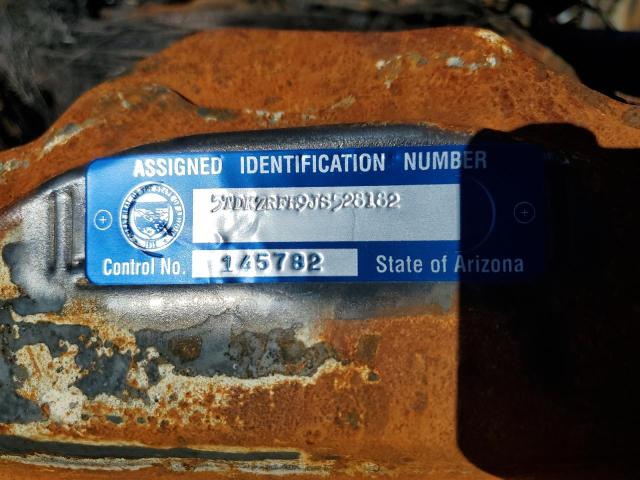 ASSIGNED IDENTIFICATION NUMBER
5TDKZRFH9JS528182
Control No. 145782 State of Arizona